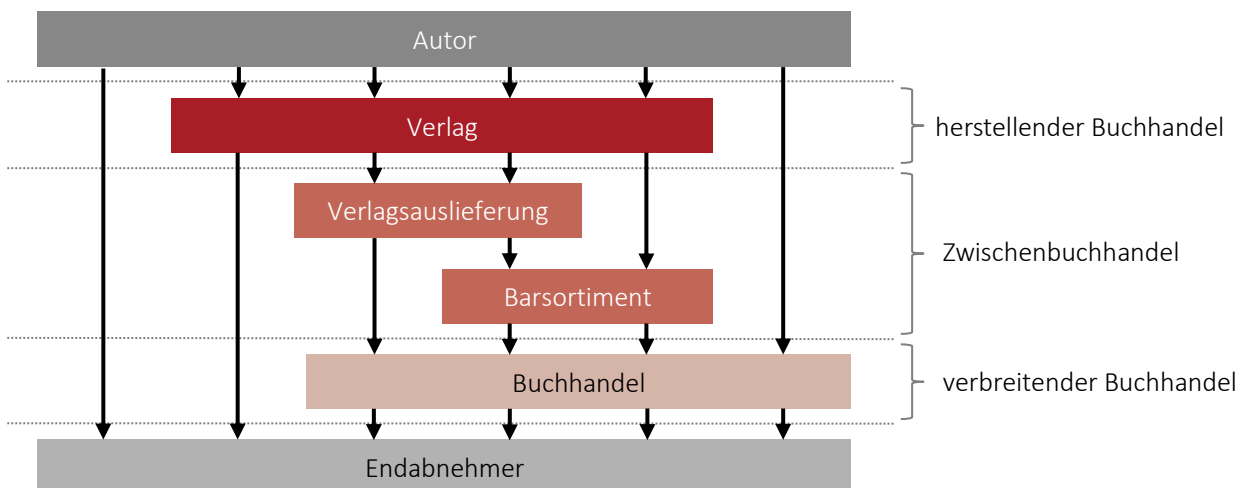 Autor
Verlag
herstellender Buchhandel
Verlagsauslieferung
Zwischenbuchhandel
Barsortiment
Buchhandel
verbreitender Buchhandel
Endabnehmer